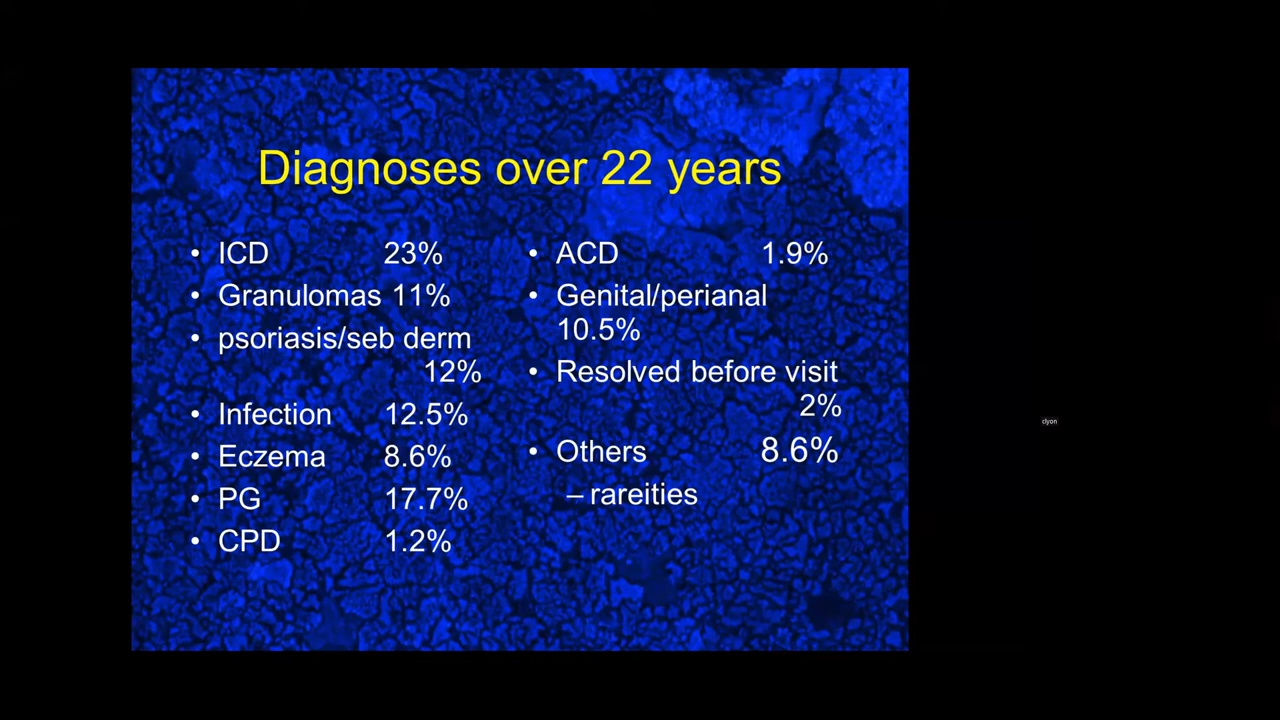 Diagnoses over 22 years
• ICD 23%
• Granulomas 11%
• psoriasis/seb derm
12%
• Infection 12.5%
• Eczema 8.6%
• PG 17.7%
• CPD 1.2%
• ACD 1.9%
• Genital/perianal
10.5%
• Resolved before visit
2%
• Others 8.6%
– rareities
clyon